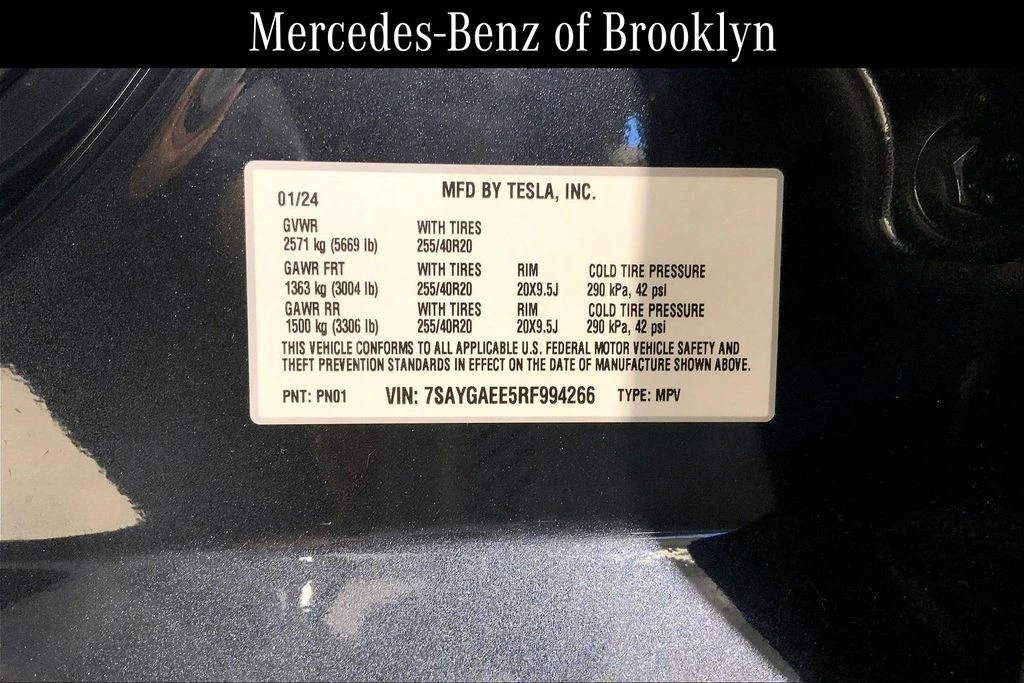 Mercedes-Benz of Brooklyn
01/24 MFD BY TESLA, INC.
GVWR WITH TIRES
2571 kg (5669 lb) 255/40R20
GAWR FRT WITH TIRES RIM COLD TIRE PRESSURE
1363 kg (3004 lb) 255/40R20 20X9.5J 290 kPa, 42 psi
GAWR RR WITH TIRES RIM COLD TIRE PRESSURE
1500 kg (3306 lb) 255/40R20 20X9.5J 290 kPa, 42 psi
THIS VEHICLE CONFORMS TO ALL APPLICABLE U.S. FEDERAL MOTOR VEHICLE SAFETY AND
THEFT PREVENTION STANDARDS IN EFFECT ON THE DATE OF MANUFACTURE SHOWN ABOVE.
PNT: PN01 VIN: 7SAYGAEE5RF994266 TYPE: MPV